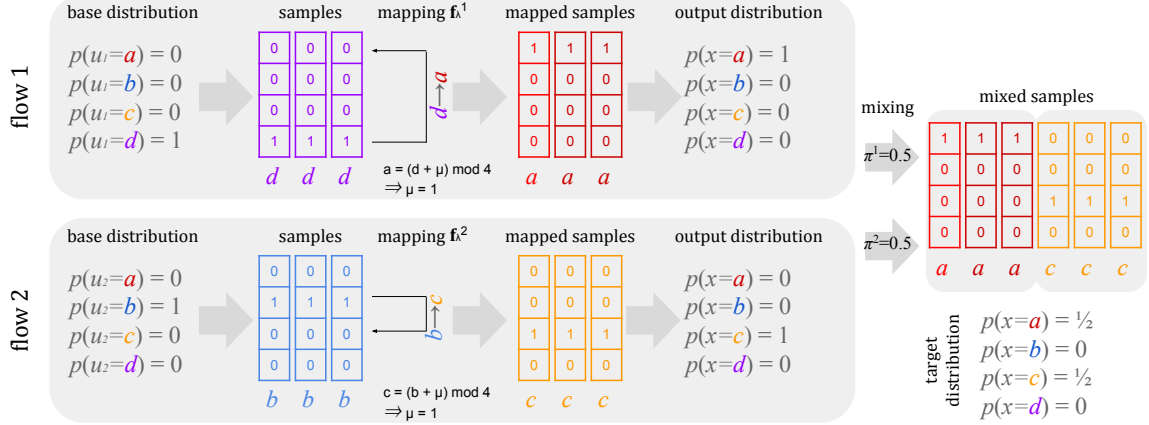 flow 1
base distribution
samples
mapping f_λ^1
mapped samples
output distribution
p(u₁=a) = 0
p(u₁=b) = 0
p(u₁=c) = 0
p(u₁=d) = 1
0 0 0
0 0 0
0 0 0
1 1 1
d d d
d→a
a = (d + μ) mod 4
⇒ μ = 1
1 1 1
0 0 0
0 0 0
0 0 0
a a a
p(x=a) = 1
p(x=b) = 0
p(x=c) = 0
p(x=d) = 0
flow 2
base distribution
samples
mapping f_λ^2
mapped samples
output distribution
p(u₂=a) = 0
p(u₂=b) = 1
p(u₂=c) = 0
p(u₂=d) = 0
0 0 0
1 1 1
0 0 0
0 0 0
b b b
b→c
c = (b + μ) mod 4
⇒ μ = 1
0 0 0
0 0 0
1 1 1
0 0 0
c c c
p(x=a) = 0
p(x=b) = 0
p(x=c) = 1
p(x=d) = 0
mixing
π¹=0.5
π²=0.5
mixed samples
1 1 1 0 0 0
0 0 0 0 0 0
0 0 0 1 1 1
0 0 0 0 0 0
a a a c c c
target
distribution
p(x=a) = ½
p(x=b) = 0
p(x=c) = ½
p(x=d) = 0